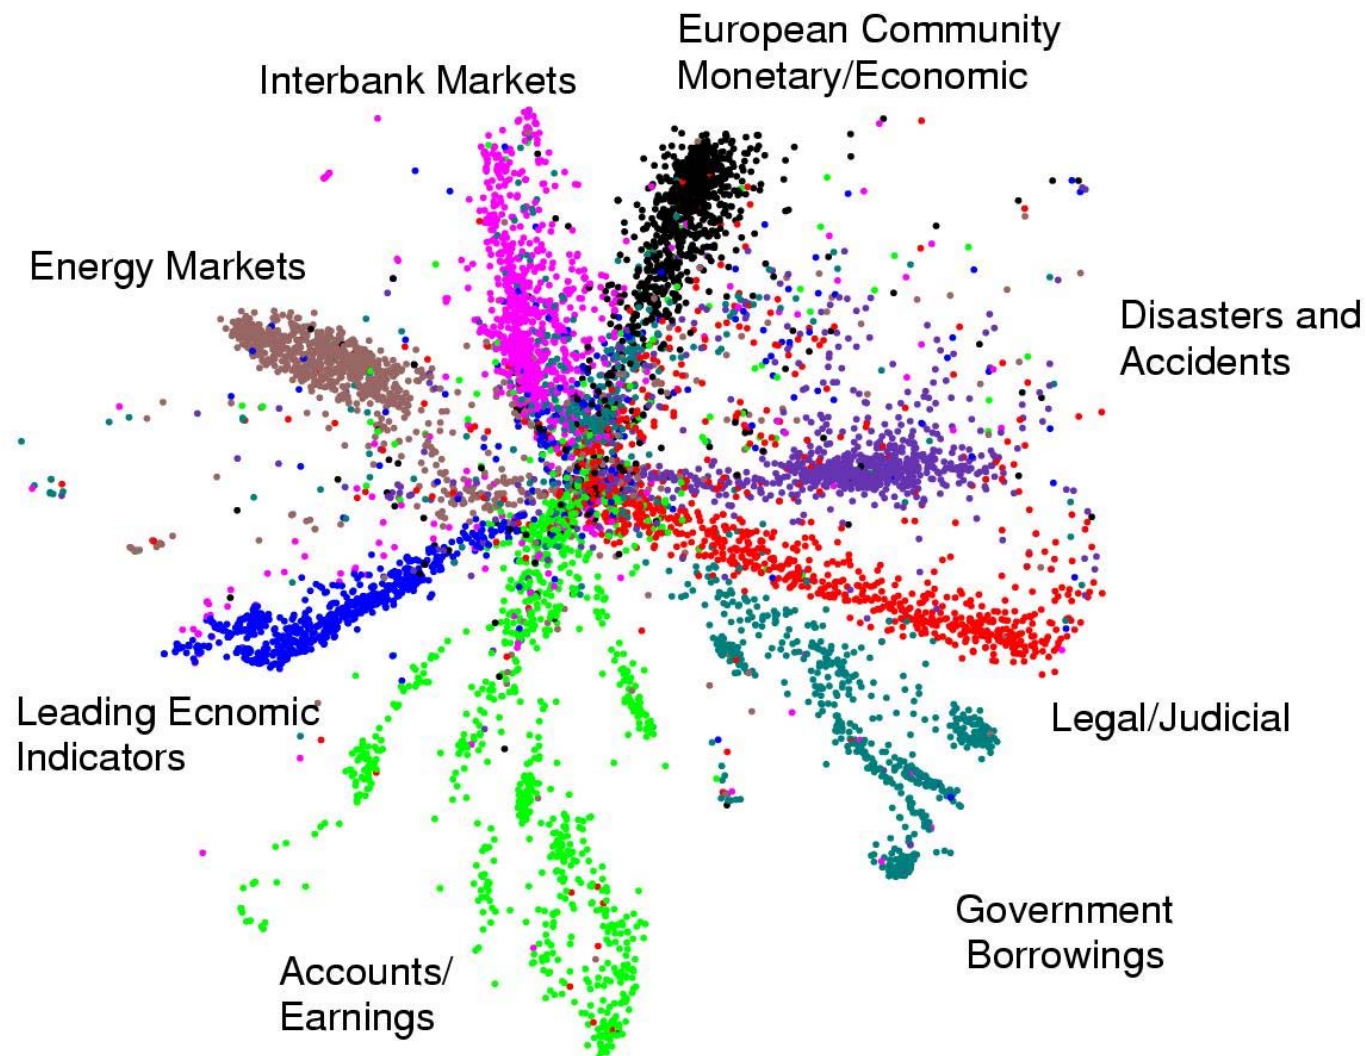 European Community
Monetary/Economic
Interbank Markets
Energy Markets
Disasters and
Accidents
Leading Ecnomic
Indicators
Legal/Judicial
Government
Borrowings
Accounts/
Earnings